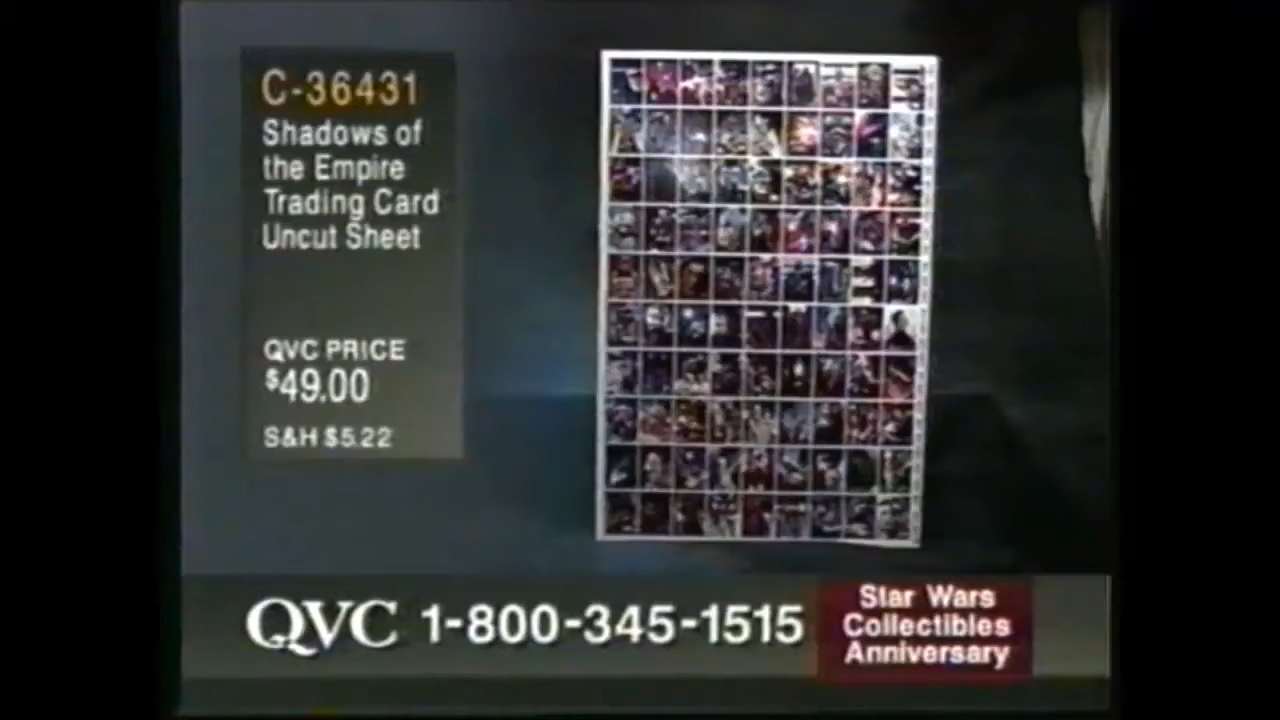 C-36431
Shadows of
the Empire
Trading Card
Uncut Sheet
QVC PRICE
$49.00
S&H $5.22
QVC 1-800-345-1515
Star Wars
Collectibles
Anniversary